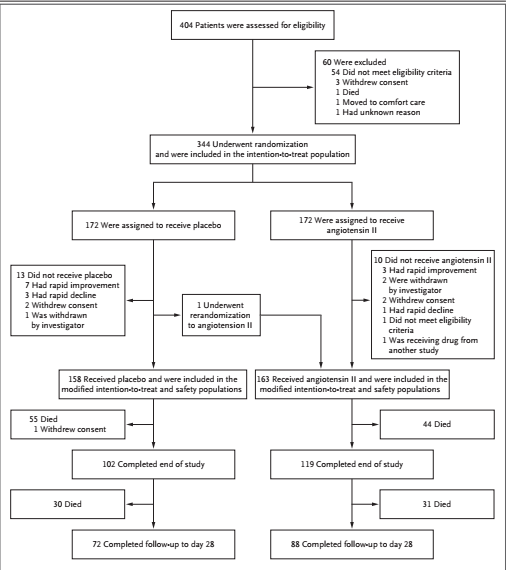 404 Patients were assessed for eligibility
60 Were excluded
54 Did not meet eligibility criteria
3 Withdrew consent
1 Died
1 Moved to comfort care
1 Had unknown reason
344 Underwent randomization
and were included in the intention-to-treat population
172 Were assigned to receive placebo
172 Were assigned to receive
angiotensin II
13 Did not receive placebo
7 Had rapid improvement
3 Had rapid decline
2 Withdrew consent
1 Was withdrawn
by investigator
1 Underwent
rerandomization
to angiotensin II
10 Did not receive angiotensin II
3 Had rapid improvement
2 Were withdrawn
by investigator
2 Withdrew consent
1 Had rapid decline
1 Did not meet eligibility
criteria
1 Was receiving drug from
another study
158 Received placebo and were included in the
modified intention-to-treat and safety populations
163 Received angiotensin II and were included in the
modified intention-to-treat and safety populations
55 Died
1 Withdrew consent
44 Died
102 Completed end of study
119 Completed end of study
30 Died
31 Died
72 Completed follow-up to day 28
88 Completed follow-up to day 28